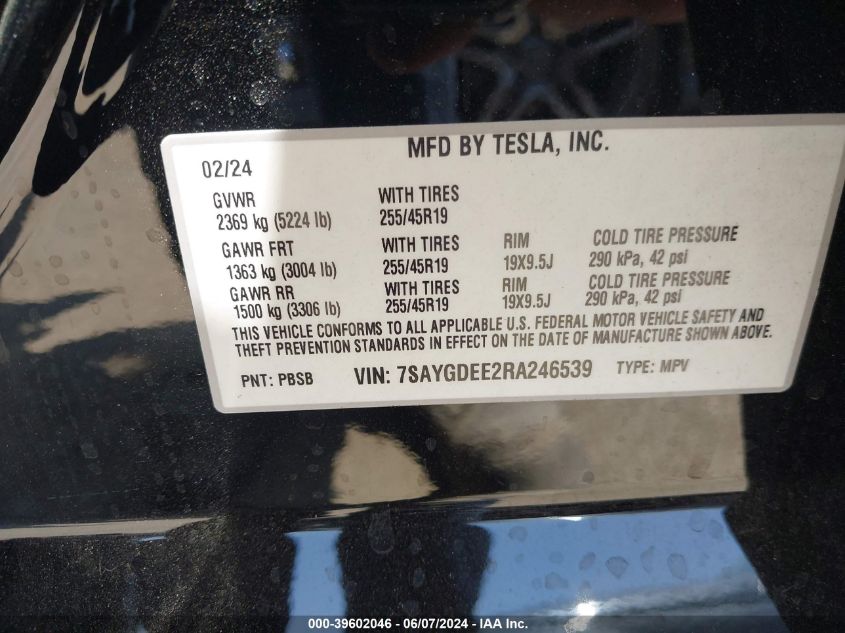 MFD BY TESLA, INC.
02/24
GVWR WITH TIRES
2369 kg (5224 lb) 255/45R19
GAWR FRT WITH TIRES RIM COLD TIRE PRESSURE
1363 kg (3004 lb) 255/45R19 19X9.5J 290 kPa, 42 psi
GAWR RR WITH TIRES RIM COLD TIRE PRESSURE
1500 kg (3306 lb) 255/45R19 19X9.5J 290 kPa, 42 psi
THIS VEHICLE CONFORMS TO ALL APPLICABLE U.S. FEDERAL MOTOR VEHICLE SAFETY AND
THEFT PREVENTION STANDARDS IN EFFECT ON THE DATE OF MANUFACTURE SHOWN ABOVE.
PNT: PBSB VIN: 7SAYGDEE2RA246539 TYPE: MPV
000-39602046 - 06/07/2024 - IAA Inc.